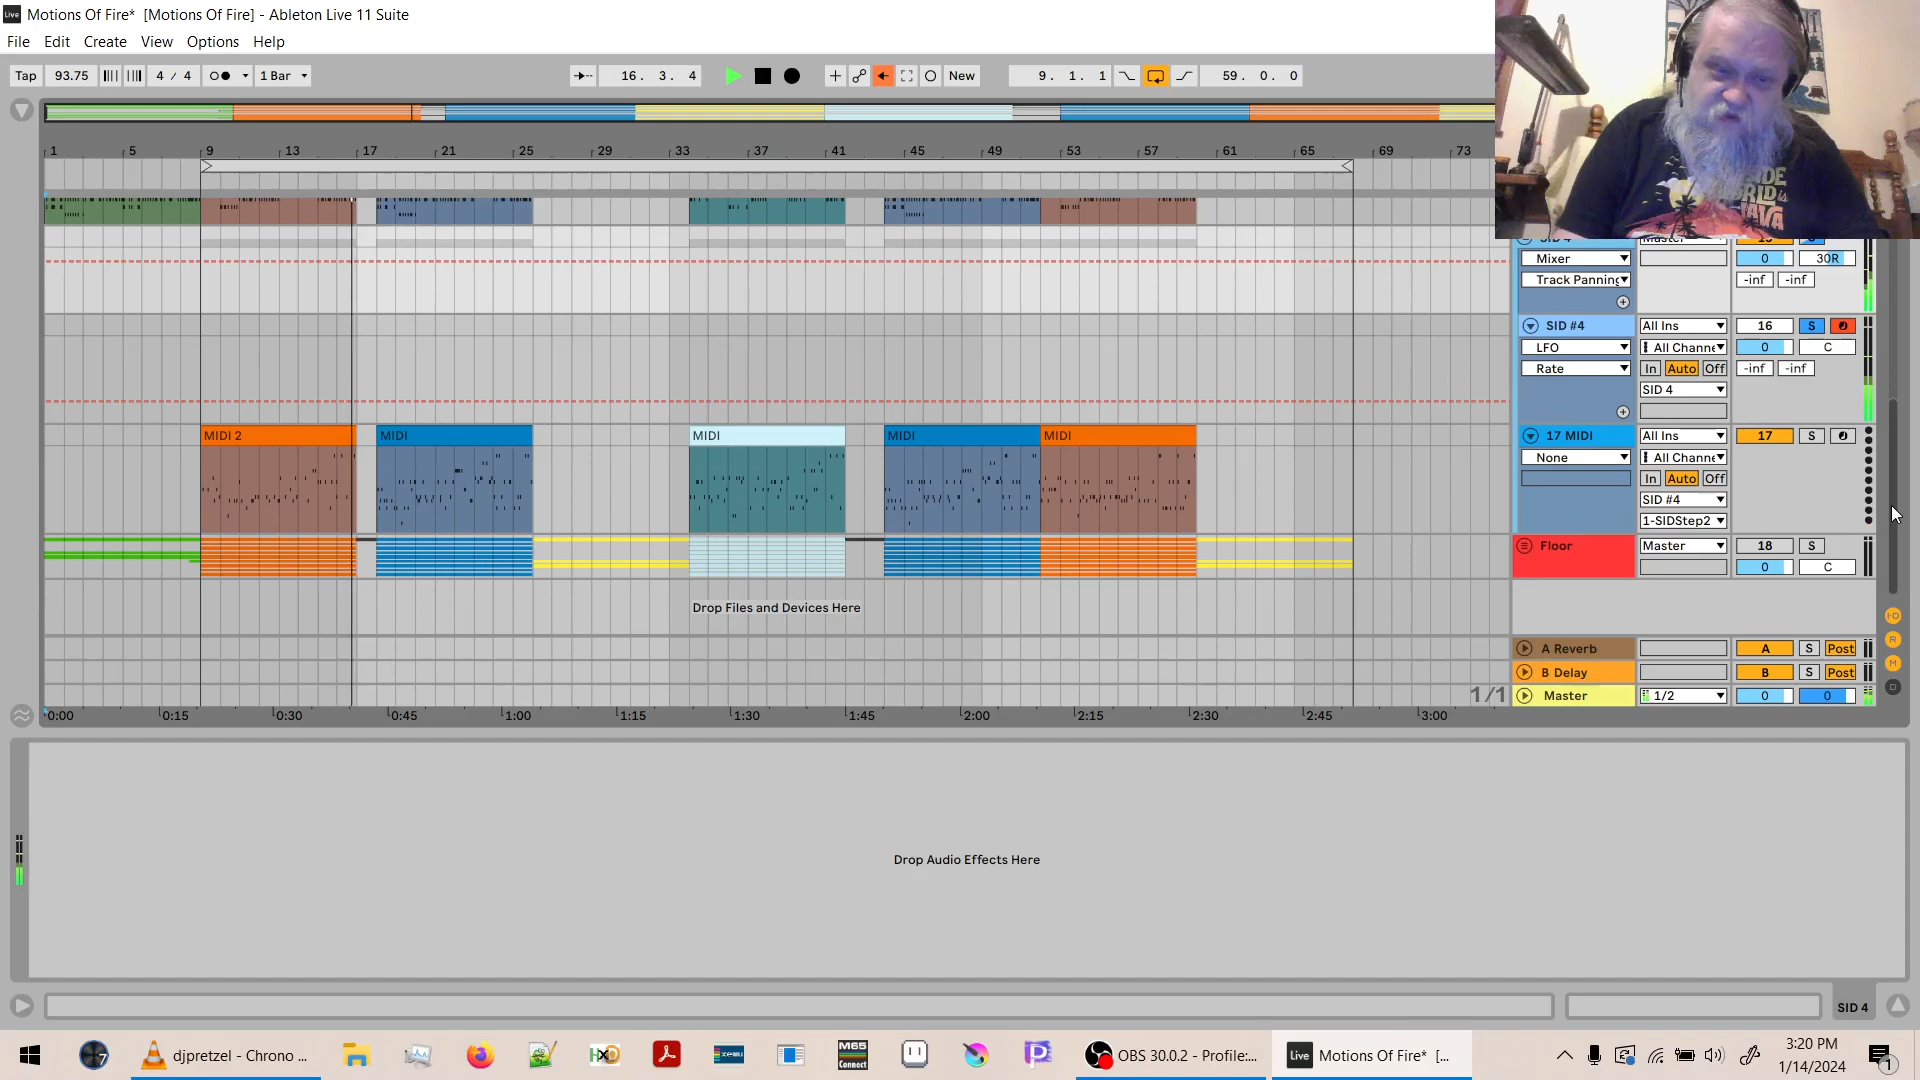 Live Motions Of Fire* [Motions Of Fire] - Ableton Live 11 Suite
File Edit Create View Options Help
Tap 93.75 4 / 4 1 Bar 16. 3. 4 New 9. 1. 1 59. 0. 0
1 5 9 13 17 21 25 29 33 37 41 45 49 53 57 61 65 69 73
WORLD is
JAVA
Mixer 0 30R
Track Panning -inf -inf
SID #4 All Ins 16 S
LFO All Channe 0 C
Rate In Auto Off -inf -inf
SID 4
MIDI 2 MIDI MIDI MIDI MIDI 17 MIDI All Ins 17 S
None All Channe
In Auto Off
SID #4
1-SIDStep2
Floor Master 18 S
0 C
Drop Files and Devices Here
A Reverb A S Post
B Delay B S Post
1/1 Master 1/2 0 0
0:00 0:15 0:30 0:45 1:00 1:15 1:30 1:45 2:00 2:15 2:30 2:45 3:00
Drop Audio Effects Here
SID 4
djpretzel - Chrono ... M65 Connect OBS 30.0.2 - Profile:... Live Motions Of Fire* [...
3:20 PM
1/14/2024
1